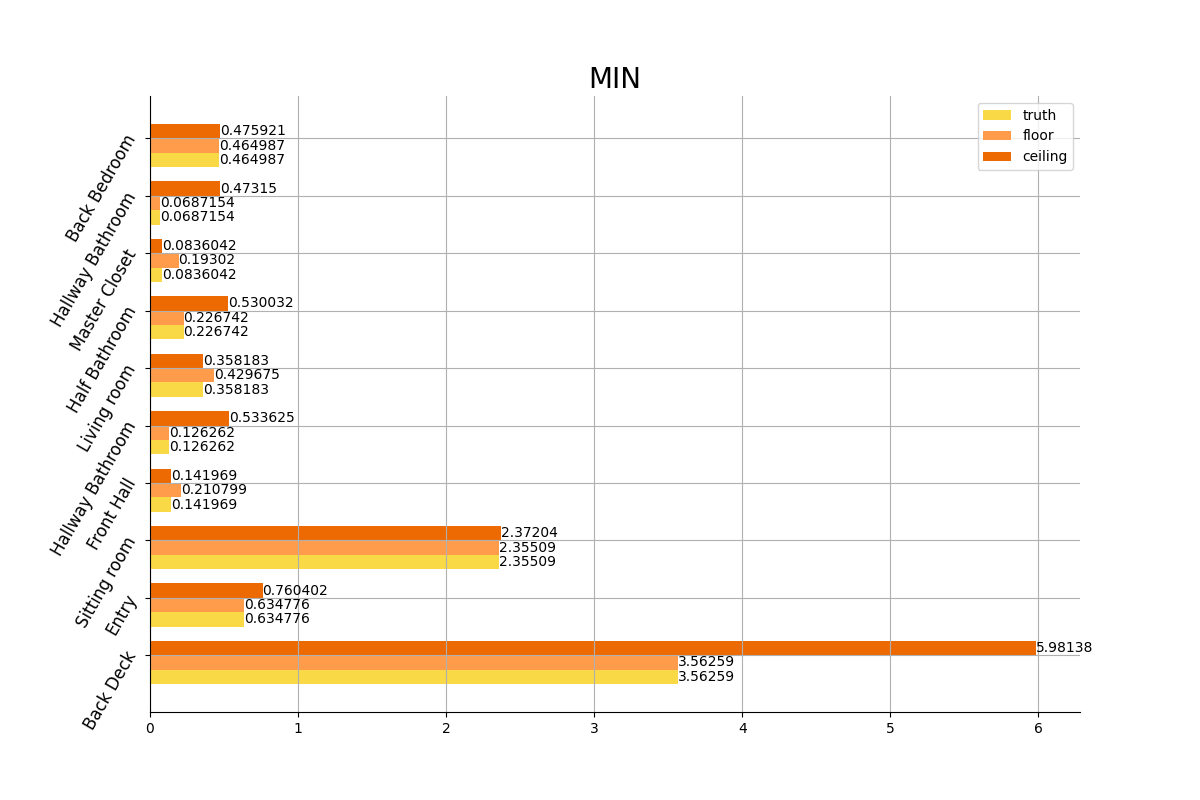 MIN
truth
floor
ceiling
Back Bedroom
0.475921
0.464987
0.464987
Hallway Bathroom
0.47315
0.0687154
0.0687154
Master Closet
0.0836042
0.19302
0.0836042
Half Bathroom
0.530032
0.226742
0.226742
Living room
0.358183
0.429675
0.358183
Hallway Bathroom
0.533625
0.126262
0.126262
Front Hall
0.141969
0.210799
0.141969
Sitting room
2.37204
2.35509
2.35509
Entry
0.760402
0.634776
0.634776
Back Deck
5.98138
3.56259
3.56259
0 1 2 3 4 5 6